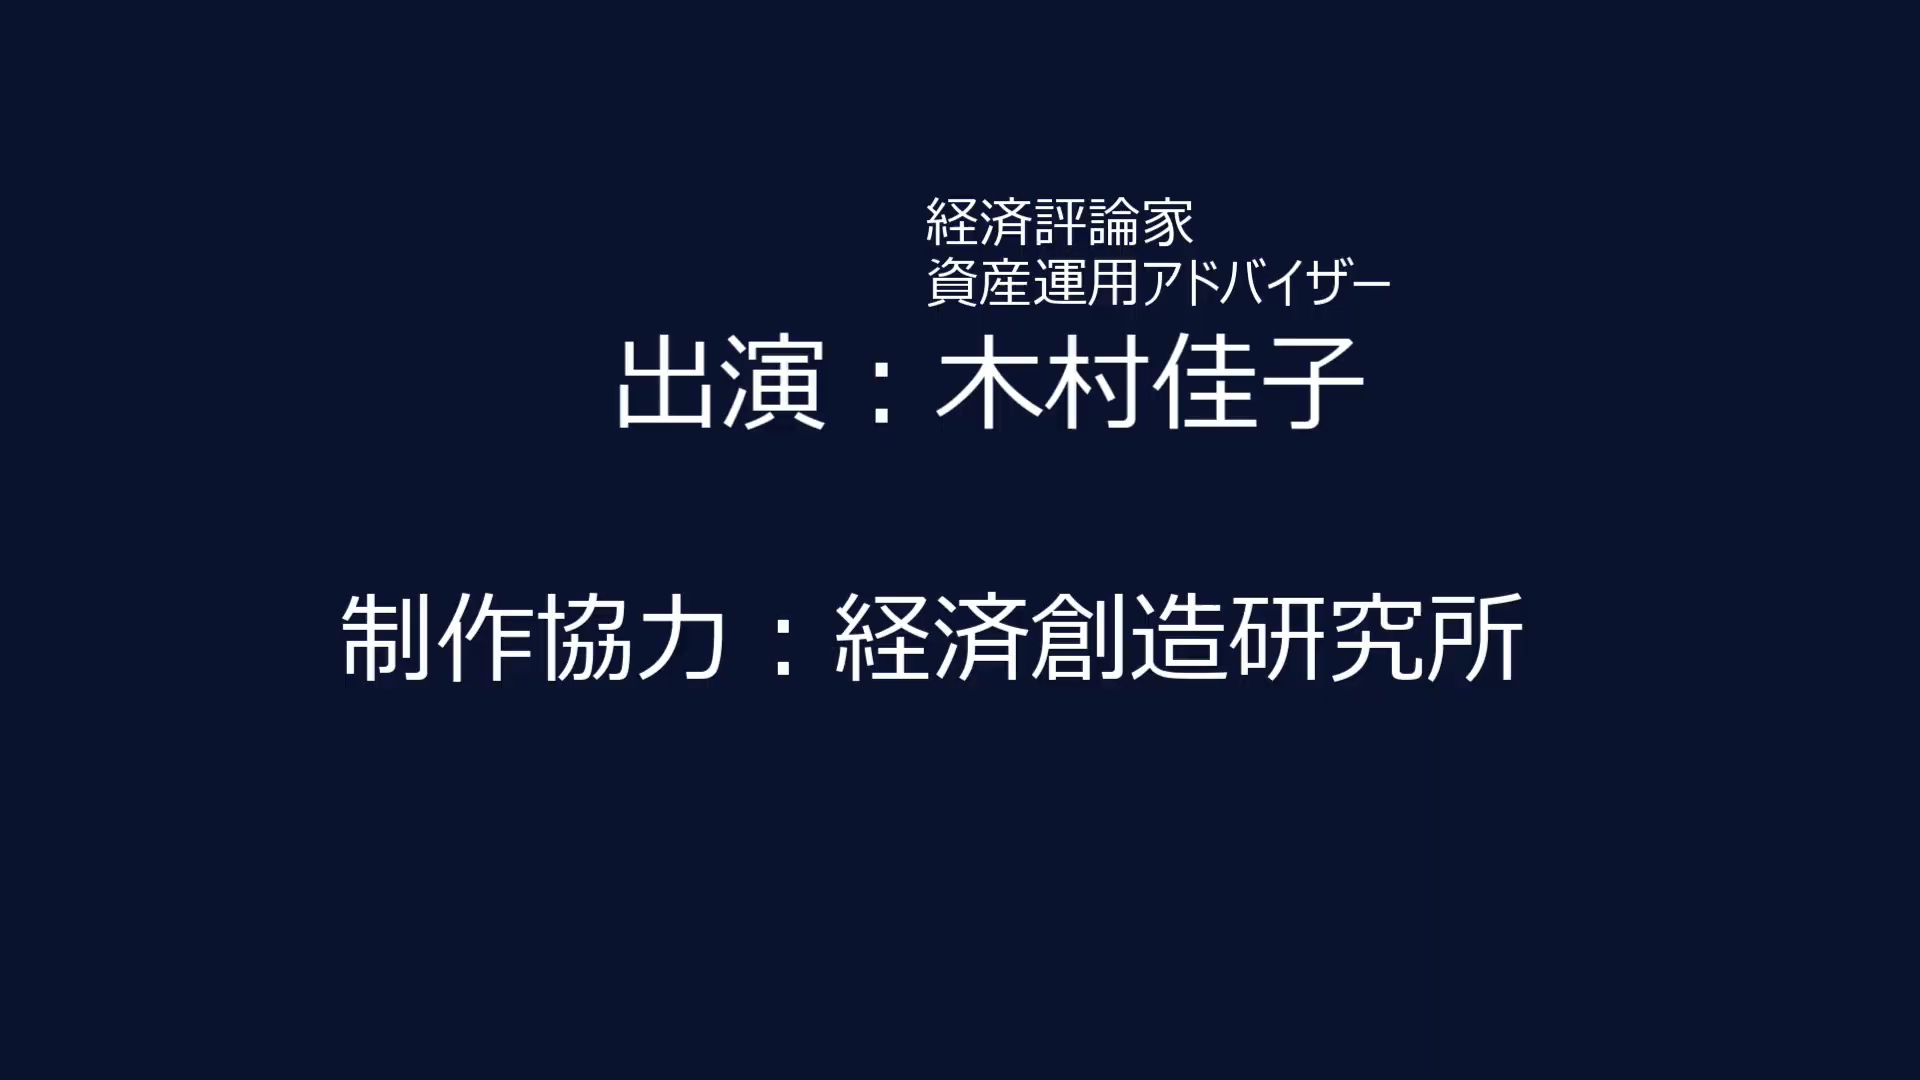 経済評論家
資産運用アドバイザー
出演：木村佳子
制作協力：経済創造研究所